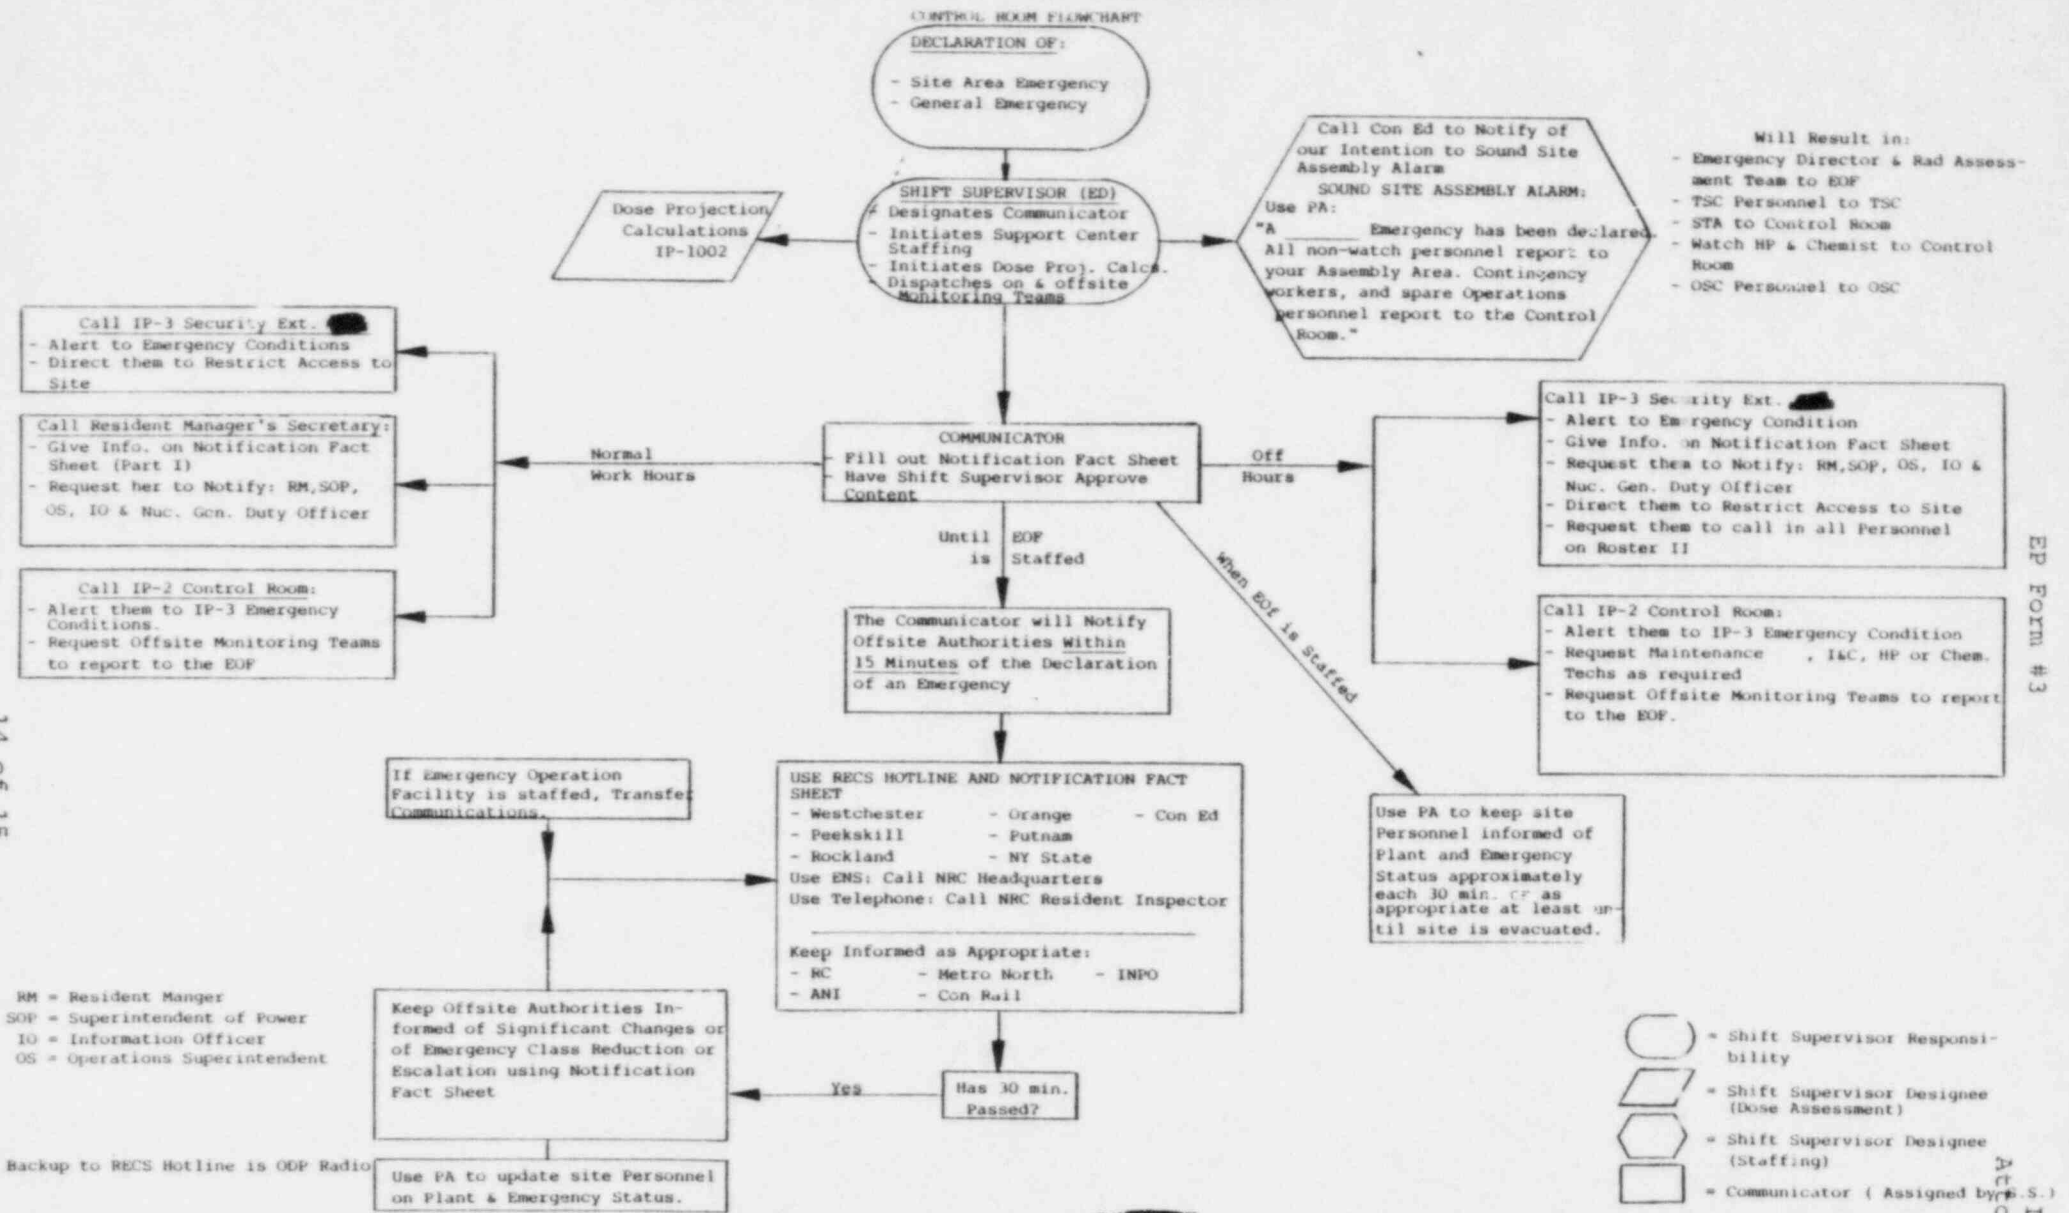 CONTROL ROOM FLOWCHART
DECLARATION OF:
- Site Area Emergency
- General Emergency
SHIFT SUPERVISOR (ED)
- Designates Communicator
- Initiates Support Center
Staffing
- Initiates Dose Proj. Calcs.
- Dispatches on & offsite
Monitoring Teams
Dose Projection
Calculations
IP-1002
Call Con Ed to Notify of
our Intention to Sound Site
Assembly Alarm
SOUND SITE ASSEMBLY ALARM:
Use PA:
"A ______ Emergency has been declared.
All non-watch personnel report to
your Assembly Area. Contingency
workers, and spare Operations
personnel report to the Control
Room."
Will Result in:
- Emergency Director & Rad Assess-
ment Team to EOF
- TSC Personnel to TSC
- STA to Control Room
- Watch HP & Chemist to Control
Room
- OSC Personnel to OSC
Call IP-3 Security Ext.
- Alert to Emergency Conditions
- Direct them to Restrict Access to
Site
Call Resident Manager's Secretary:
- Give Info. on Notification Fact
Sheet (Part I)
- Request her to Notify: RM,SOP,
OS, IO & Nuc. Gen. Duty Officer
Call IP-2 Control Room:
- Alert them to IP-3 Emergency
Conditions.
- Request Offsite Monitoring Teams
to report to the EOF
Normal
Work Hours
COMMUNICATOR
- Fill out Notification Fact Sheet
- Have Shift Supervisor Approve
Content
Off
Hours
Call IP-3 Security Ext.
- Alert to Emergency Condition
- Give Info. on Notification Fact Sheet
- Request them to Notify: RM,SOP, OS, IO &
Nuc. Gen. Duty Officer
- Direct them to Restrict Access to Site
- Request them to call in all Personnel
on Roster II
Call IP-2 Control Room:
- Alert them to IP-3 Emergency Condition
- Request Maintenance , I&C, HP or Chem.
Techs as required
- Request Offsite Monitoring Teams to report
to the EOF.
Until EOF
is Staffed
When EOf is Staffed
The Communicator will Notify
Offsite Authorities Within
15 Minutes of the Declaration
of an Emergency
If Emergency Operation
Facility is staffed, Transfer
Communications.
USE RECS HOTLINE AND NOTIFICATION FACT
SHEET
- Westchester - Orange - Con Ed
- Peekskill - Putnam
- Rockland - NY State
Use ENS: Call NRC Headquarters
Use Telephone: Call NRC Resident Inspector
Keep Informed as Appropriate:
- RC - Metro North - INPO
- ANI - Con Rail
Use PA to keep site
Personnel informed of
Plant and Emergency
Status approximately
each 30 min. or as
appropriate at least un-
til site is evacuated.
RM = Resident Manger
SOP = Superintendent of Power
IO = Information Officer
OS = Operations Superintendent
Keep Offsite Authorities In-
formed of Significant Changes or
of Emergency Class Reduction or
Escalation using Notification
Fact Sheet
Yes
Has 30 min.
Passed?
Backup to RECS Hotline is ODP Radio
Use PA to update site Personnel
on Plant & Emergency Status.
= Shift Supervisor Responsi-
bility
= Shift Supervisor Designee
(Dose Assessment)
= Shift Supervisor Designee
(Staffing)
= Communicator ( Assigned by S.S.)
EP Form #3